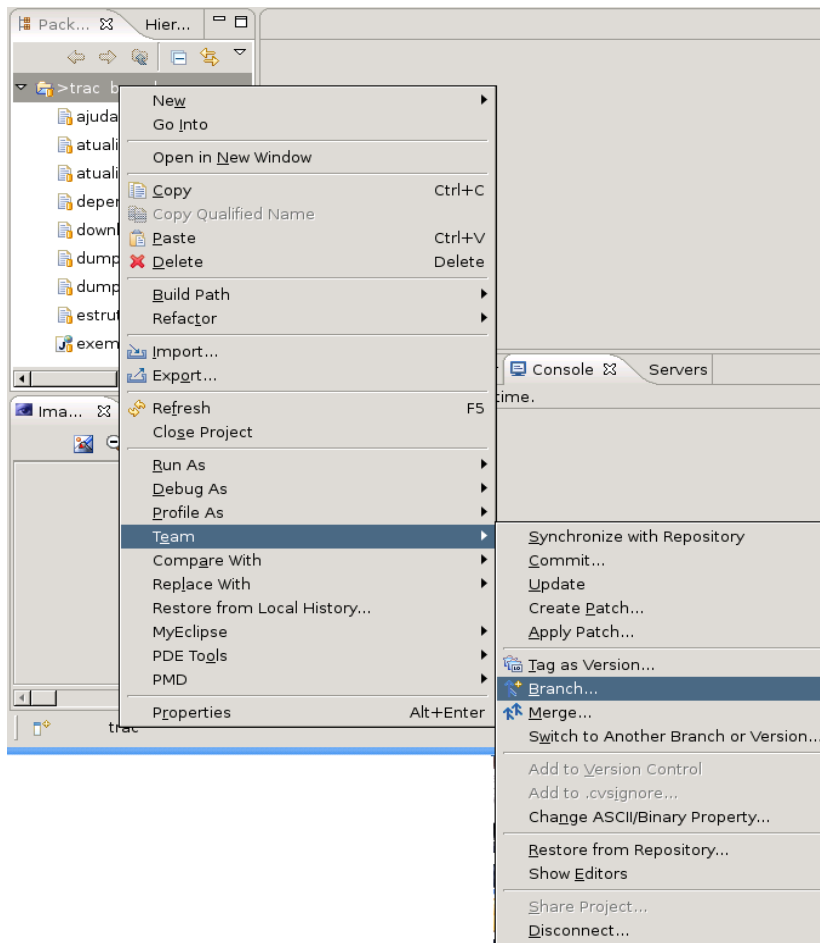 Pack...
Hier...
>trac
ajuda
atuali
atuali
depen
downl
dump
dump
estrut
exem
New
Go Into
Open in New Window
Copy Ctrl+C
Copy Qualified Name
Paste Ctrl+V
Delete Delete
Build Path
Refactor
Import...
Export...
Refresh F5
Close Project
Run As
Debug As
Profile As
Team
Compare With
Replace With
Restore from Local History...
MyEclipse
PDE Tools
PMD
Properties Alt+Enter
Console
Servers
time.
Ima...
trac
Synchronize with Repository
Commit...
Update
Create Patch...
Apply Patch...
Tag as Version...
Branch...
Merge...
Switch to Another Branch or Version...
Add to Version Control
Add to .cvsignore...
Change ASCII/Binary Property...
Restore from Repository...
Show Editors
Share Project...
Disconnect...